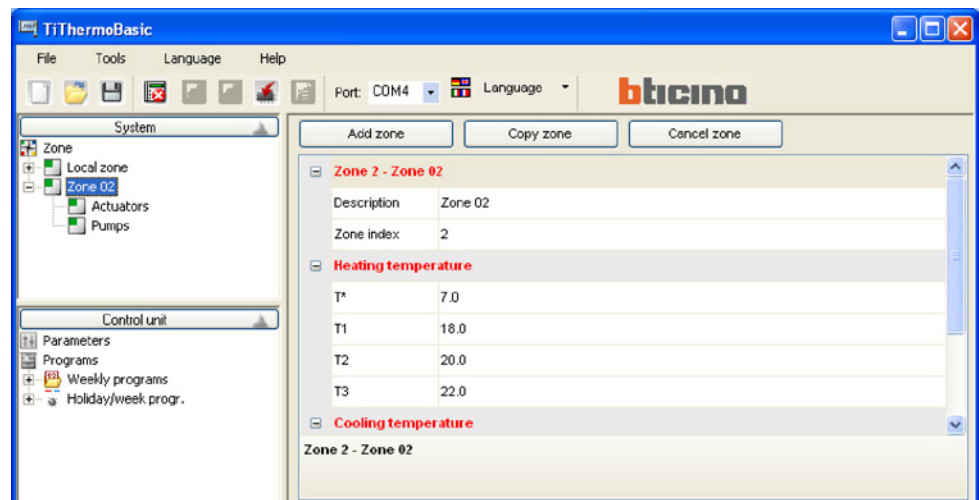 TiThermoBasic
File Tools Language Help
Port: COM4 Language bticino
System
Zone
Local zone
Zone 02
Actuators
Pumps
Control unit
Parameters
Programs
Weekly programs
Holiday/week progr.
Add zone Copy zone Cancel zone
Zone 2 - Zone 02
Description Zone 02
Zone index 2
Heating temperature
T* 7.0
T1 18.0
T2 20.0
T3 22.0
Cooling temperature
Zone 2 - Zone 02